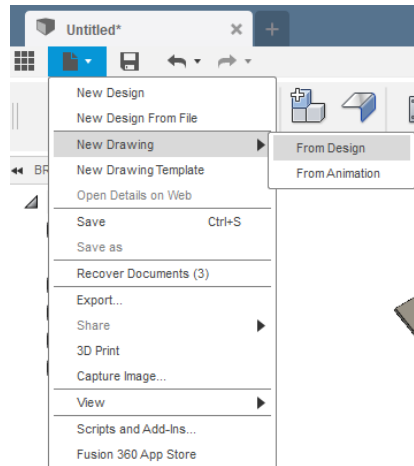 Untitled*
New Design
New Design From File
New Drawing
From Design
New Drawing Template
From Animation
Open Details on Web
BR
Save Ctrl+S
Save as
Recover Documents (3)
Export...
Share
3D Print
Capture Image...
View
Scripts and Add-Ins...
Fusion 360 App Store